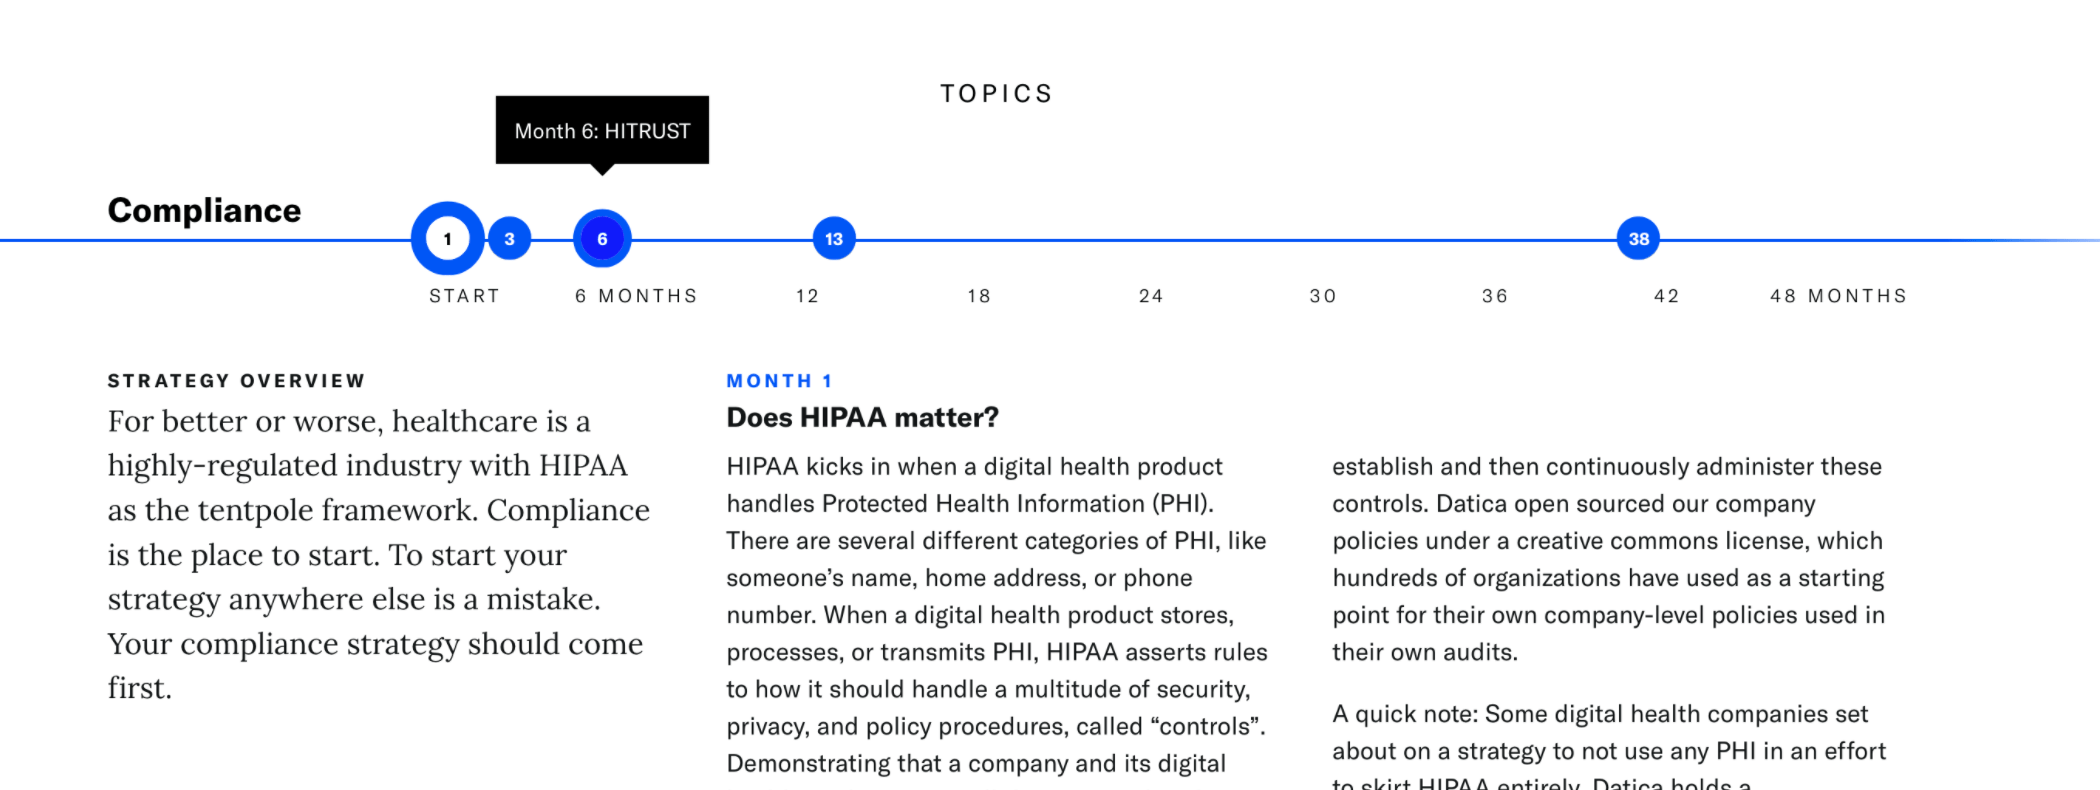 TOPICS
Month 6: HITRUST
Compliance
1 3 6 13 38
START 6 MONTHS 12 18 24 30 36 42 48 MONTHS
STRATEGY OVERVIEW
For better or worse, healthcare is a
highly-regulated industry with HIPAA
as the tentpole framework. Compliance
is the place to start. To start your
strategy anywhere else is a mistake.
Your compliance strategy should come
first.
MONTH 1
Does HIPAA matter?
HIPAA kicks in when a digital health product
handles Protected Health Information (PHI).
There are several different categories of PHI, like
someone’s name, home address, or phone
number. When a digital health product stores,
processes, or transmits PHI, HIPAA asserts rules
to how it should handle a multitude of security,
privacy, and policy procedures, called “controls”.
Demonstrating that a company and its digital
establish and then continuously administer these
controls. Datica open sourced our company
policies under a creative commons license, which
hundreds of organizations have used as a starting
point for their own company-level policies used in
their own audits.
A quick note: Some digital health companies set
about on a strategy to not use any PHI in an effort
to skirt HIPAA entirely. Datica holds a